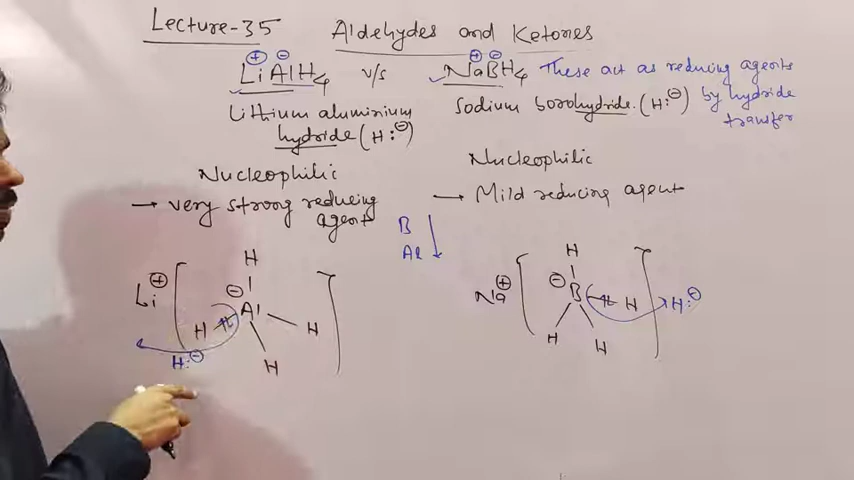 Lecture-35 Aldehydes and Ketones
⊕ ⊖ ⊕ ⊖
LiAlH4 v/s NaBH4 These act as reducing agents
Lithium aluminium sodium borohydride. (H:⊖) by hydride
hydride (H:⊖) transfer
Nucleophilic Nucleophilic
→ very strong reducing → Mild reducing agent
agent
B
Al
H H
Li⊕ ⊖ Na⊕ ⊖
Al B H H:⊖
H H
H:⊖ H H H